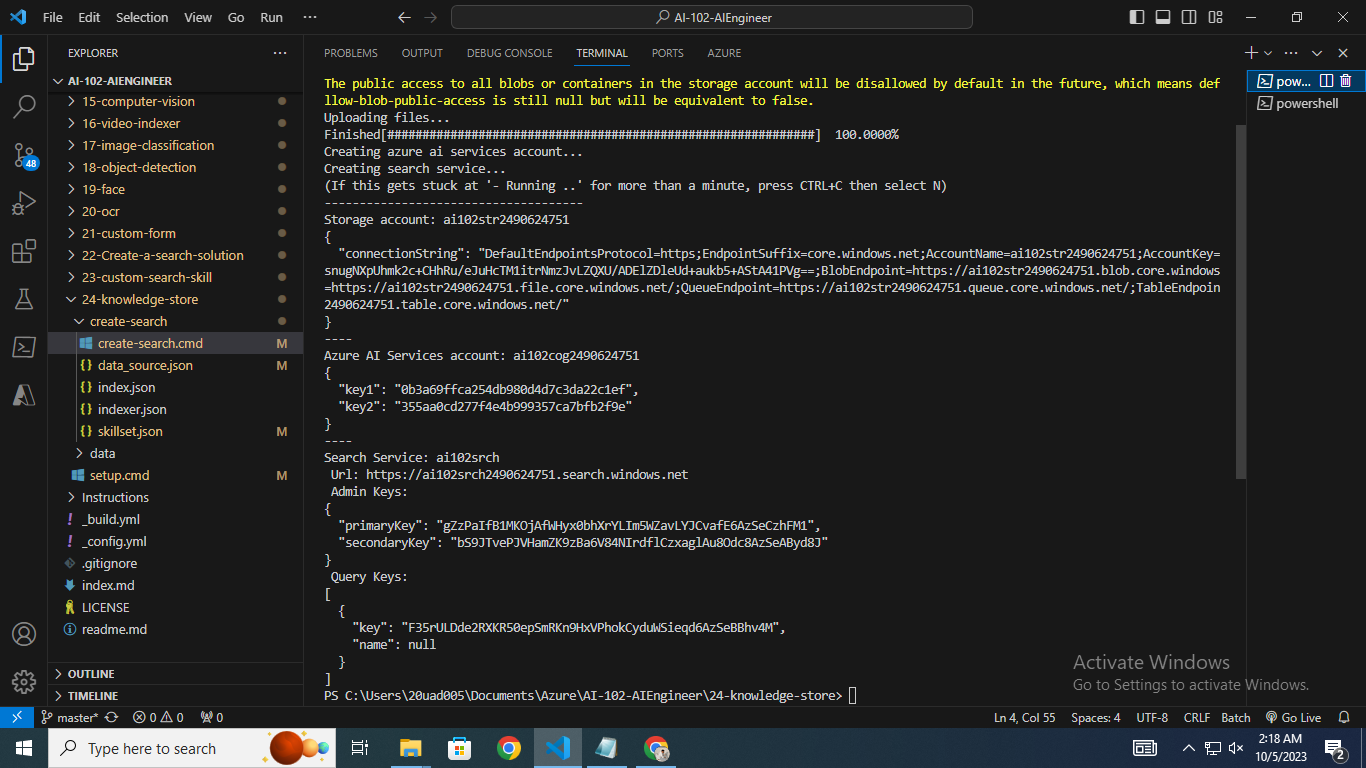 File Edit Selection View Go Run ··· AI-102-AIEngineer
EXPLORER ···
AI-102-AIENGINEER
15-computer-vision
16-video-indexer
17-image-classification
18-object-detection
19-face
20-ocr
21-custom-form
22-Create-a-search-solution
23-custom-search-skill
24-knowledge-store
create-search
create-search.cmd M
{} data_source.json M
{} index.json
{} indexer.json
{} skillset.json M
data
setup.cmd M
Instructions
! _build.yml
! _config.yml
.gitignore
index.md
LICENSE
readme.md
OUTLINE
TIMELINE
48
PROBLEMS OUTPUT DEBUG CONSOLE TERMINAL PORTS AZURE
pow...
powershell
The public access to all blobs or containers in the storage account will be disallowed by default in the future, which means def
llow-blob-public-access is still null but will be equivalent to false.
Uploading files...
Finished[#############################################################] 100.0000%
Creating azure ai services account...
Creating search service...
(If this gets stuck at '- Running ..' for more than a minute, press CTRL+C then select N)
-------------------------------------
Storage account: ai102str2490624751
{
"connectionString": "DefaultEndpointsProtocol=https;EndpointSuffix=core.windows.net;AccountName=ai102str2490624751;AccountKey=
snugNXpUhmk2c+CHhRu/eJuHcTM1itrNmzJvLZQXU/ADElZDleUd+aukb5+AStA41PVg==;BlobEndpoint=https://ai102str2490624751.blob.core.windows
=https://ai102str2490624751.file.core.windows.net/;QueueEndpoint=https://ai102str2490624751.queue.core.windows.net/;TableEndpoin
2490624751.table.core.windows.net/"
}
----
Azure AI Services account: ai102cog2490624751
{
"key1": "0b3a69ffca254db980d4d7c3da22c1ef",
"key2": "355aa0cd277f4e4b999357ca7bfb2f9e"
}
----
Search Service: ai102srch
Url: https://ai102srch2490624751.search.windows.net
Admin Keys:
{
"primaryKey": "gZzPaIfB1MKOjAfWHyx0bhXrYLIm5WZavLYJCvafE6AzSeCzhFM1",
"secondaryKey": "bS9JTvePJVHamZK9zBa6V84NIrdflCzxaglAu8Odc8AzSeAByd8J"
}
Query Keys:
[
{
"key": "F35rULDde2RXKR50epSmRKn9HxVPhokCyduWSieqd6AzSeBBhv4M",
"name": null
}
]
PS C:\Users\20uad005\Documents\Azure\AI-102-AIEngineer\24-knowledge-store>
Activate Windows
Go to Settings to activate Windows.
master* 0 0 0 Ln 4, Col 55 Spaces: 4 UTF-8 CRLF Batch Go Live
Type here to search
2:18 AM
10/5/2023
2